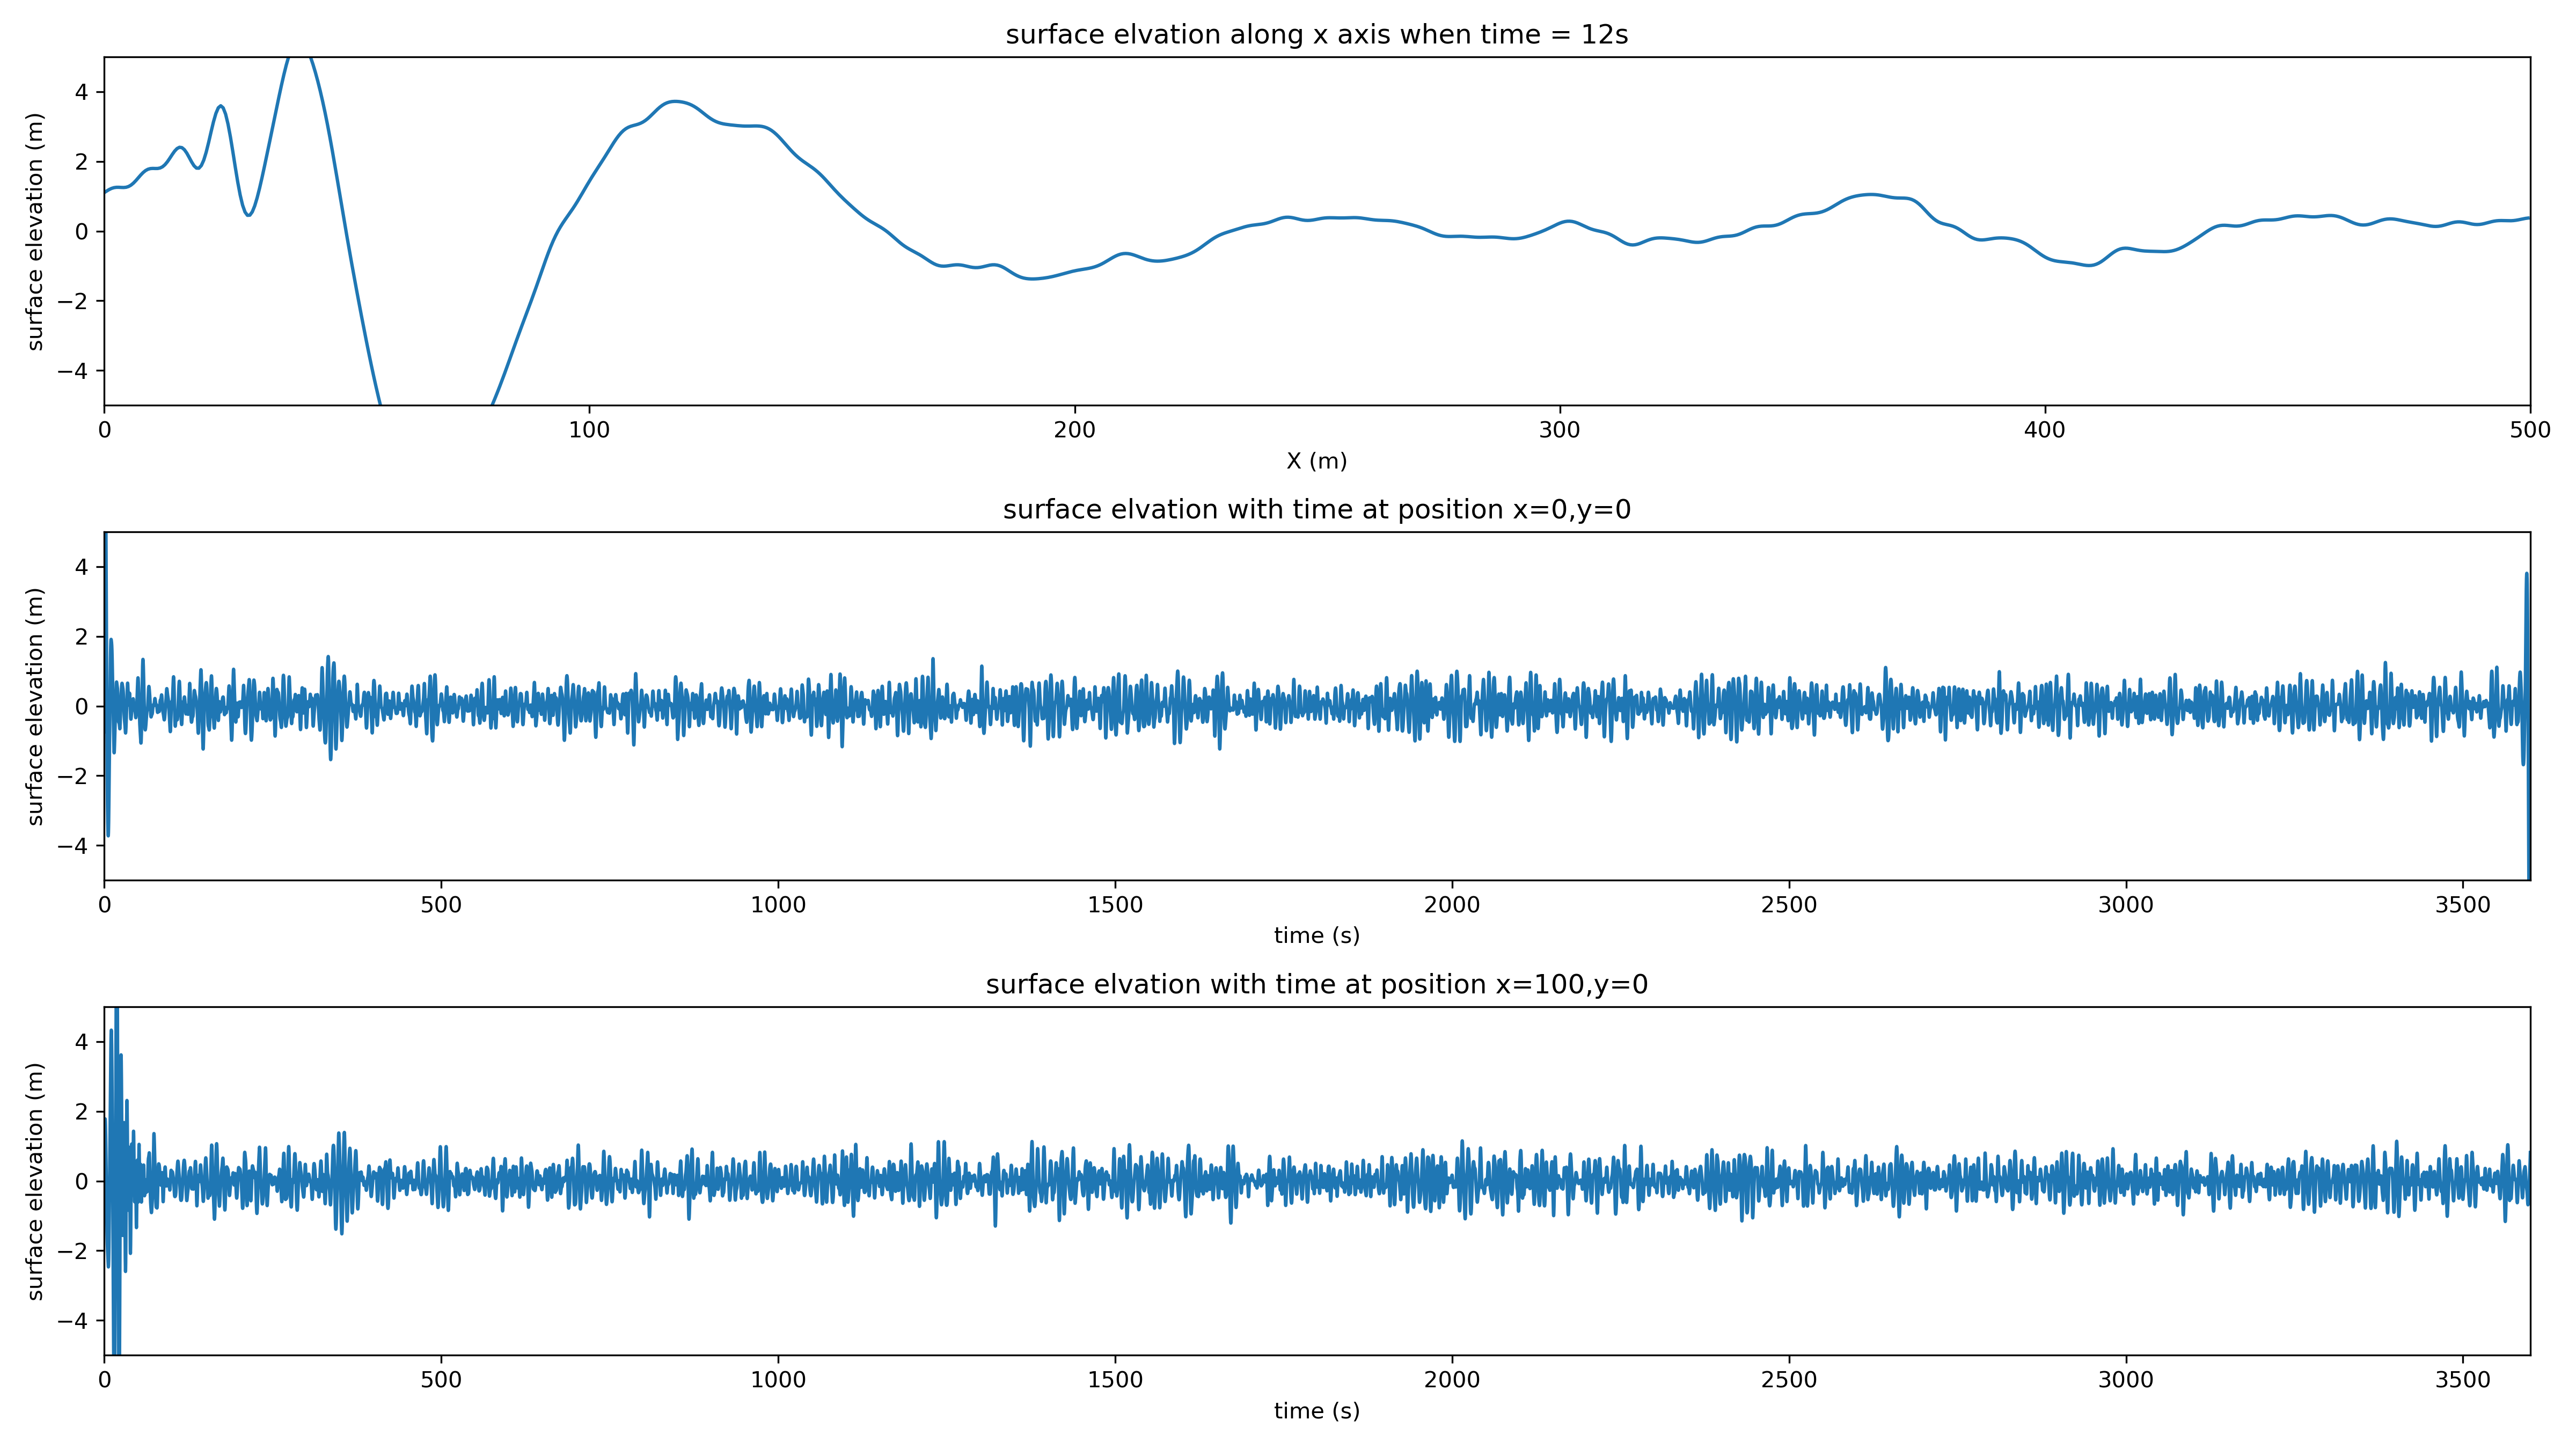 surface elvation along x axis when time = 12s
surface elevation (m)
4
2
0
−2
−4
0 100 200 300 400 500
X (m)
surface elvation with time at position x=0,y=0
surface elevation (m)
4
2
0
−2
−4
0 500 1000 1500 2000 2500 3000 3500
time (s)
surface elvation with time at position x=100,y=0
surface elevation (m)
4
2
0
−2
−4
0 500 1000 1500 2000 2500 3000 3500
time (s)